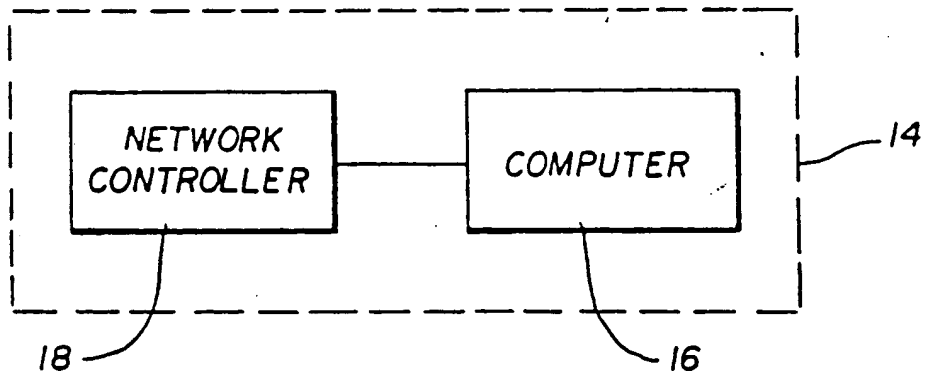 NETWORK
CONTROLLER
COMPUTER
14
18
16